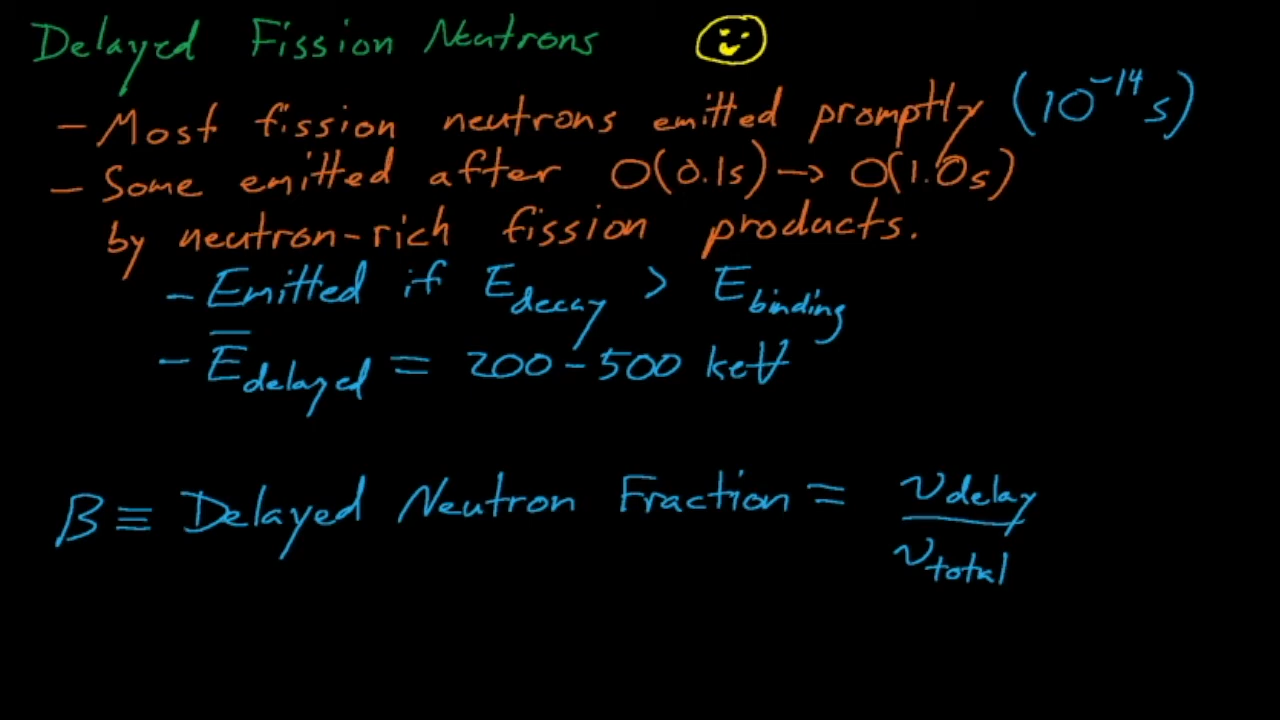 Delayed Fission Neutrons
- Most fission neutrons emitted promptly (10⁻¹⁴ s)
- Some emitted after O(0.1s) → O(1.0s)
by neutron-rich fission products.
- Emitted if E_decay > E_binding
- E̅_delayed = 200-500 keV
β ≡ Delayed Neutron Fraction = ν_delay / ν_total